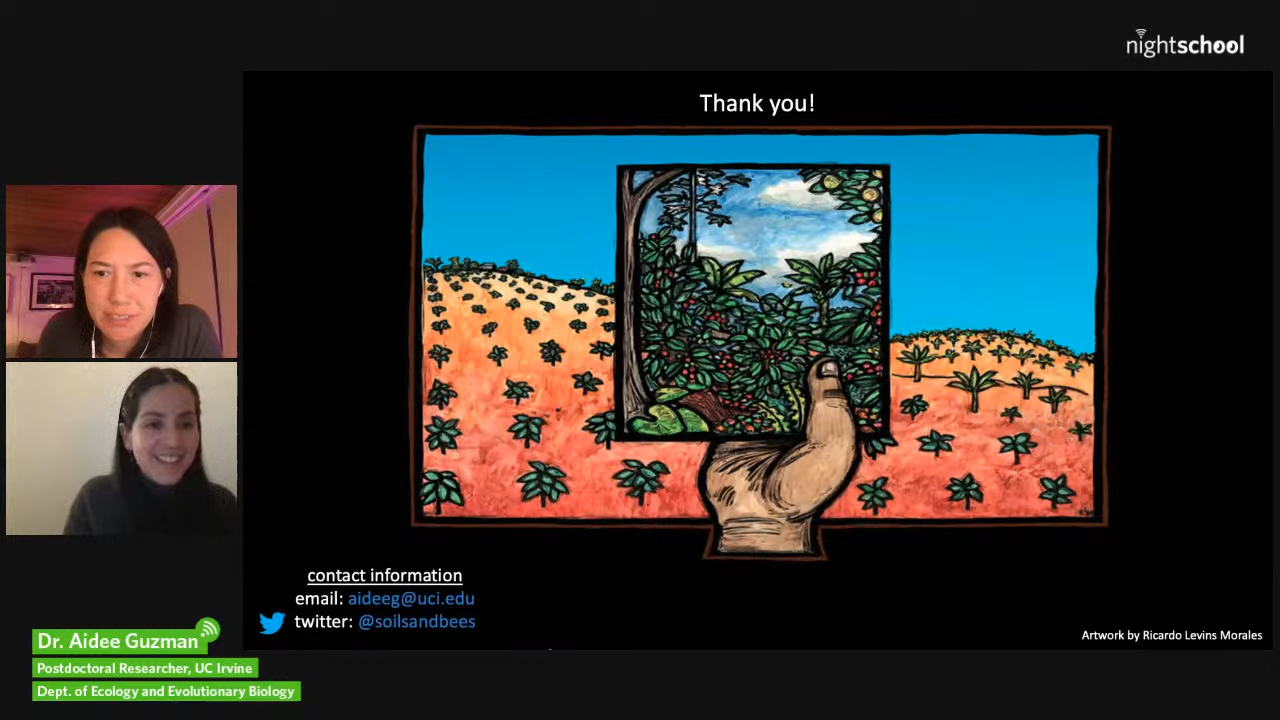 nightschool
Thank you!
contact information
email: aideeg@uci.edu
twitter: @soilsandbees
Artwork by Ricardo Levins Morales
Dr. Aidee Guzman
Postdoctoral Researcher, UC Irvine
Dept. of Ecology and Evolutionary Biology